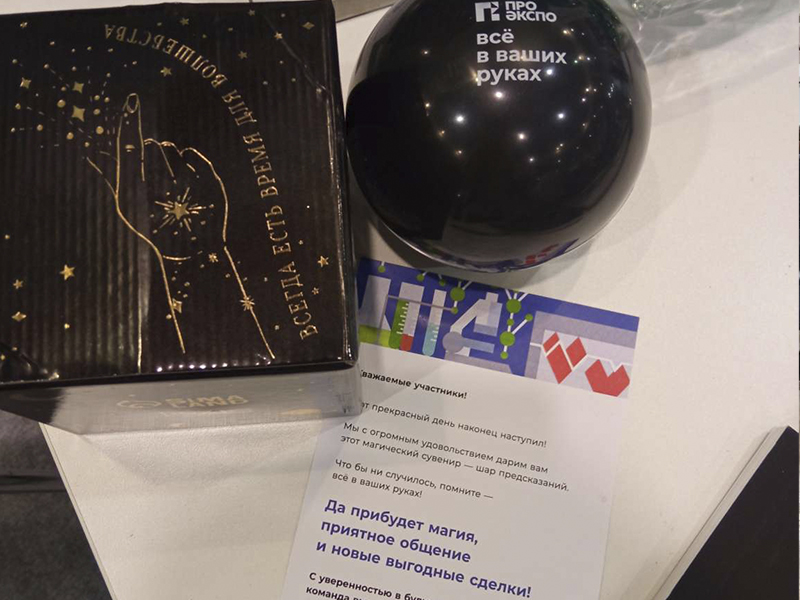 ВСЕГДА ЕСТЬ ВРЕМЯ ДЛЯ ВОЛШЕБСТВА
ПРО
ЭКСПО
всё
в ваших
руках
Уважаемые участники!
прекрасный день наконец наступил!
Мы с огромным удовольствием дарим вам
этот магический сувенир — шар предсказаний.
Что бы ни случилось, помните —
всё в ваших руках!
Да прибудет магия,
приятное общение
и новые выгодные сделки!
С уверенностью в
команда